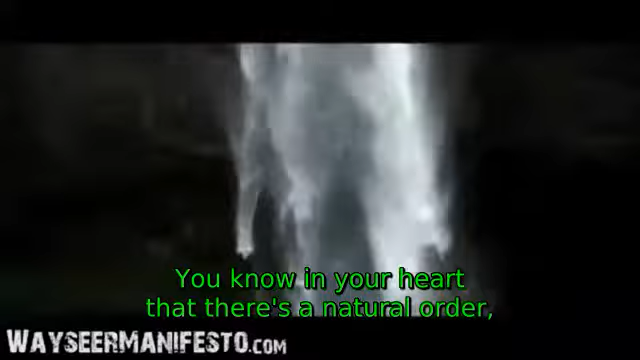 You know in your heart
that there's a natural order,
WAYSEERMANIFESTO.COM